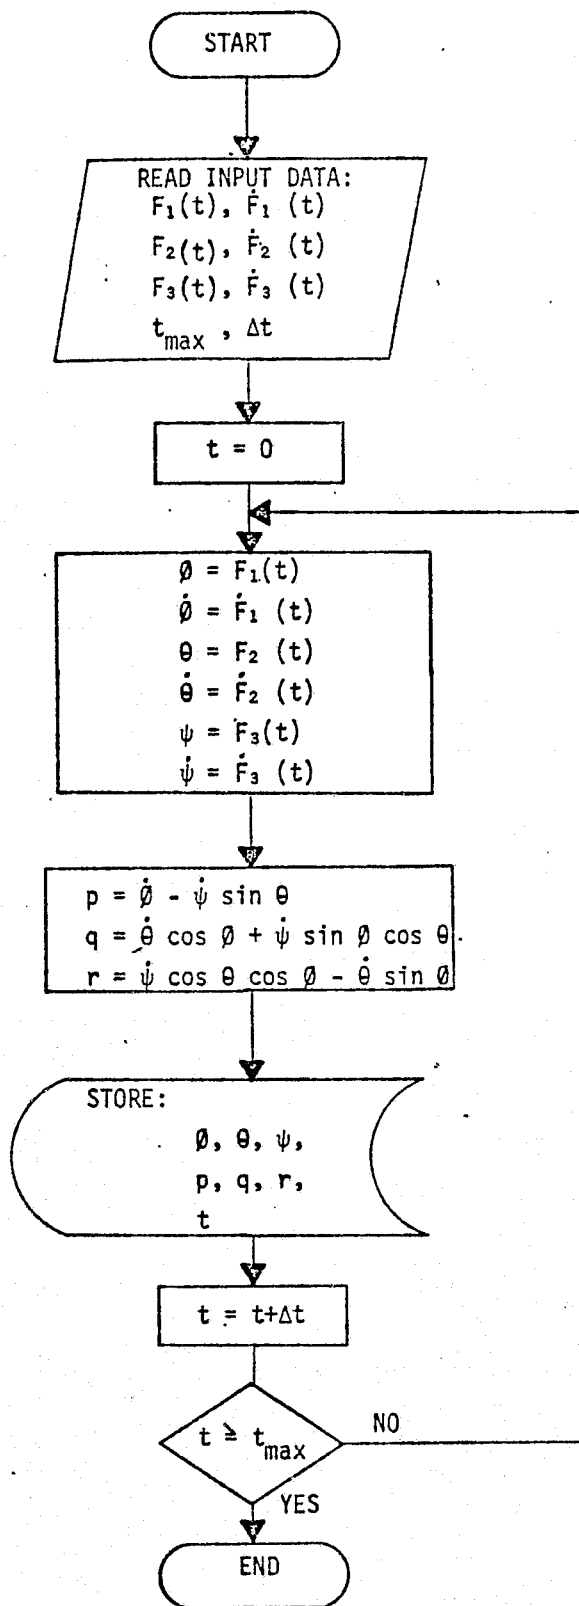 START
READ INPUT DATA:
F₁(t), Ḟ₁ (t)
F₂(t), Ḟ₂ (t)
F₃(t), Ḟ₃ (t)
t_max , Δt
t = 0
Ø = F₁(t)
Ø̇ = Ḟ₁ (t)
θ = F₂ (t)
θ̇ = Ḟ₂ (t)
ψ = F₃(t)
ψ̇ = Ḟ₃ (t)
p = Ø̇ - ψ̇ sin θ
q = θ̇ cos Ø + ψ̇ sin Ø cos θ
r = ψ̇ cos θ cos Ø - θ̇ sin Ø
STORE:
Ø, θ, ψ,
p, q, r,
t
t = t+Δt
t ≥ t_max
NO
YES
END